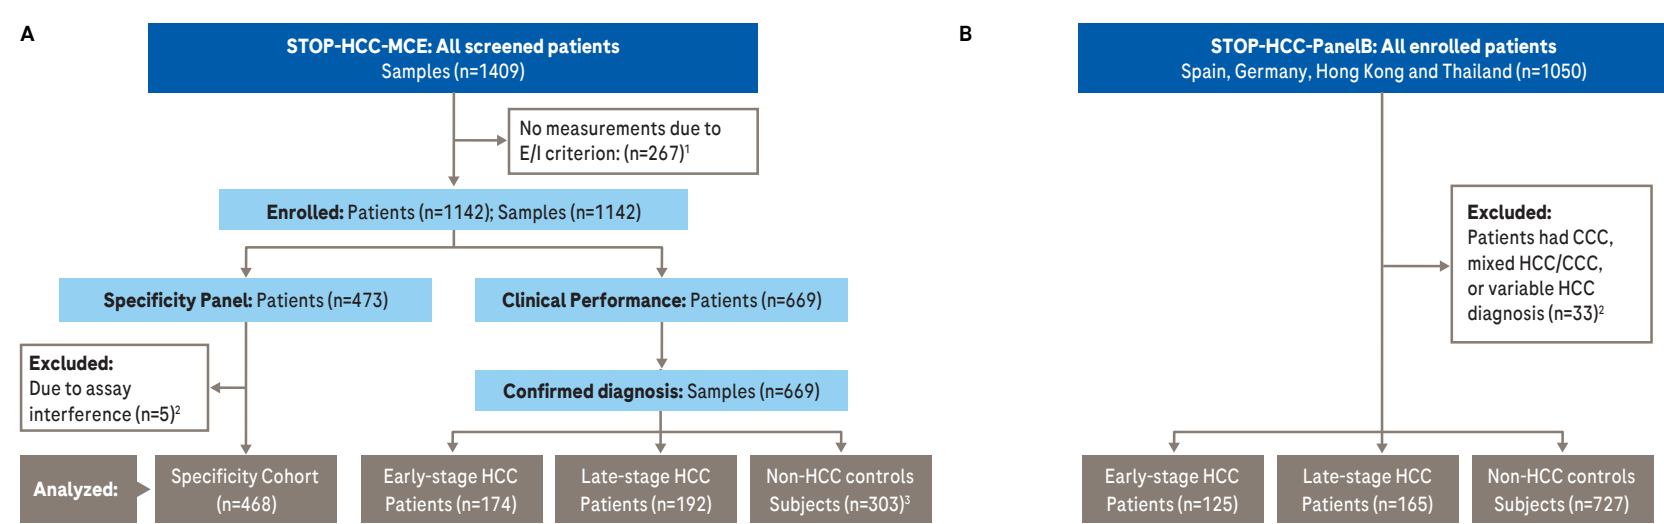 A
STOP-HCC-MCE: All screened patients
Samples (n=1409)
No measurements due to
E/I criterion: (n=267)¹
Enrolled: Patients (n=1142); Samples (n=1142)
Specificity Panel: Patients (n=473)
Clinical Performance: Patients (n=669)
Excluded:
Due to assay
interference (n=5)²
Confirmed diagnosis: Samples (n=669)
Analyzed:
Specificity Cohort
(n=468)
Early-stage HCC
Patients (n=174)
Late-stage HCC
Patients (n=192)
Non-HCC controls
Subjects (n=303)³
B
STOP-HCC-PanelB: All enrolled patients
Spain, Germany, Hong Kong and Thailand (n=1050)
Excluded:
Patients had CCC,
mixed HCC/CCC,
or variable HCC
diagnosis (n=33)²
Early-stage HCC
Patients (n=125)
Late-stage HCC
Patients (n=165)
Non-HCC controls
Subjects (n=727)